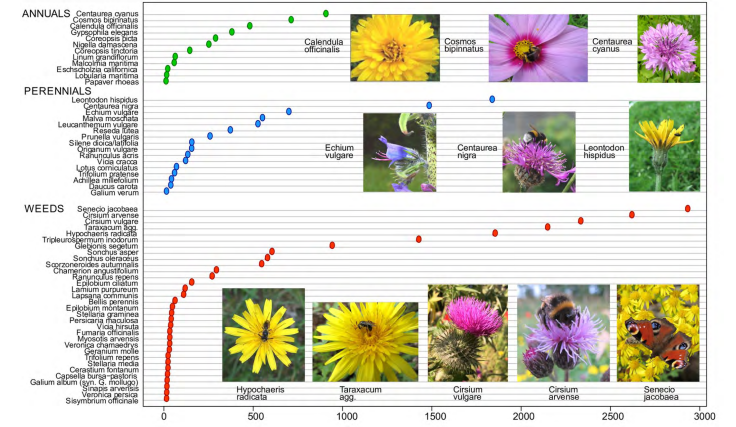 ANNUALS
Centaurea cyanus
Cosmos bipinnatus
Calendula officinalis
Gypsophila elegans
Coreopsis picta
Nigella damascena
Coreopsis tinctoria
Linum grandiflorum
Malcolmia maritima
Eschscholzia californica
Lobularia maritima
Papaver rhoeas
Calendula
officinalis
Cosmos
bipinnatus
Centaurea
cyanus
PERENNIALS
Leontodon hispidus
Centaurea nigra
Echium vulgare
Malva moschata
Leucanthemum vulgare
Reseda lutea
Prunella vulgaris
Silene dioica/latifolia
Origanum vulgare
Ranunculus acris
Vicia cracca
Lotus corniculatus
Trifolium pratense
Achillea millefolium
Daucus carota
Galium verum
Echium
vulgare
Centaurea
nigra
Leontodon
hispidus
WEEDS
Senecio jacobaea
Cirsium arvense
Cirsium vulgare
Taraxacum agg.
Hypochaeris radicata
Tripleurospermum inodorum
Glebionis segetum
Sonchus asper
Sonchus oleraceus
Scorzoneroides autumnalis
Chamerion angustifolium
Ranunculus repens
Epilobium ciliatum
Lamium purpureum
Lapsana communis
Bellis perennis
Epilobium montanum
Stellaria graminea
Persicaria maculosa
Vicia hirsuta
Fumaria officinalis
Myosotis arvensis
Veronica chamaedrys
Geranium molle
Trifolium repens
Stellaria media
Cerastium fontanum
Capsella bursa-pastoris
Galium album (syn. G. mollugo)
Sinapis arvensis
Veronica persica
Sisymbrium officinale
Hypochaeris
radicata
Taraxacum
agg.
Cirsium
vulgare
Cirsium
arvense
Senecio
jacobaea
0 500 1000 1500 2000 2500 3000